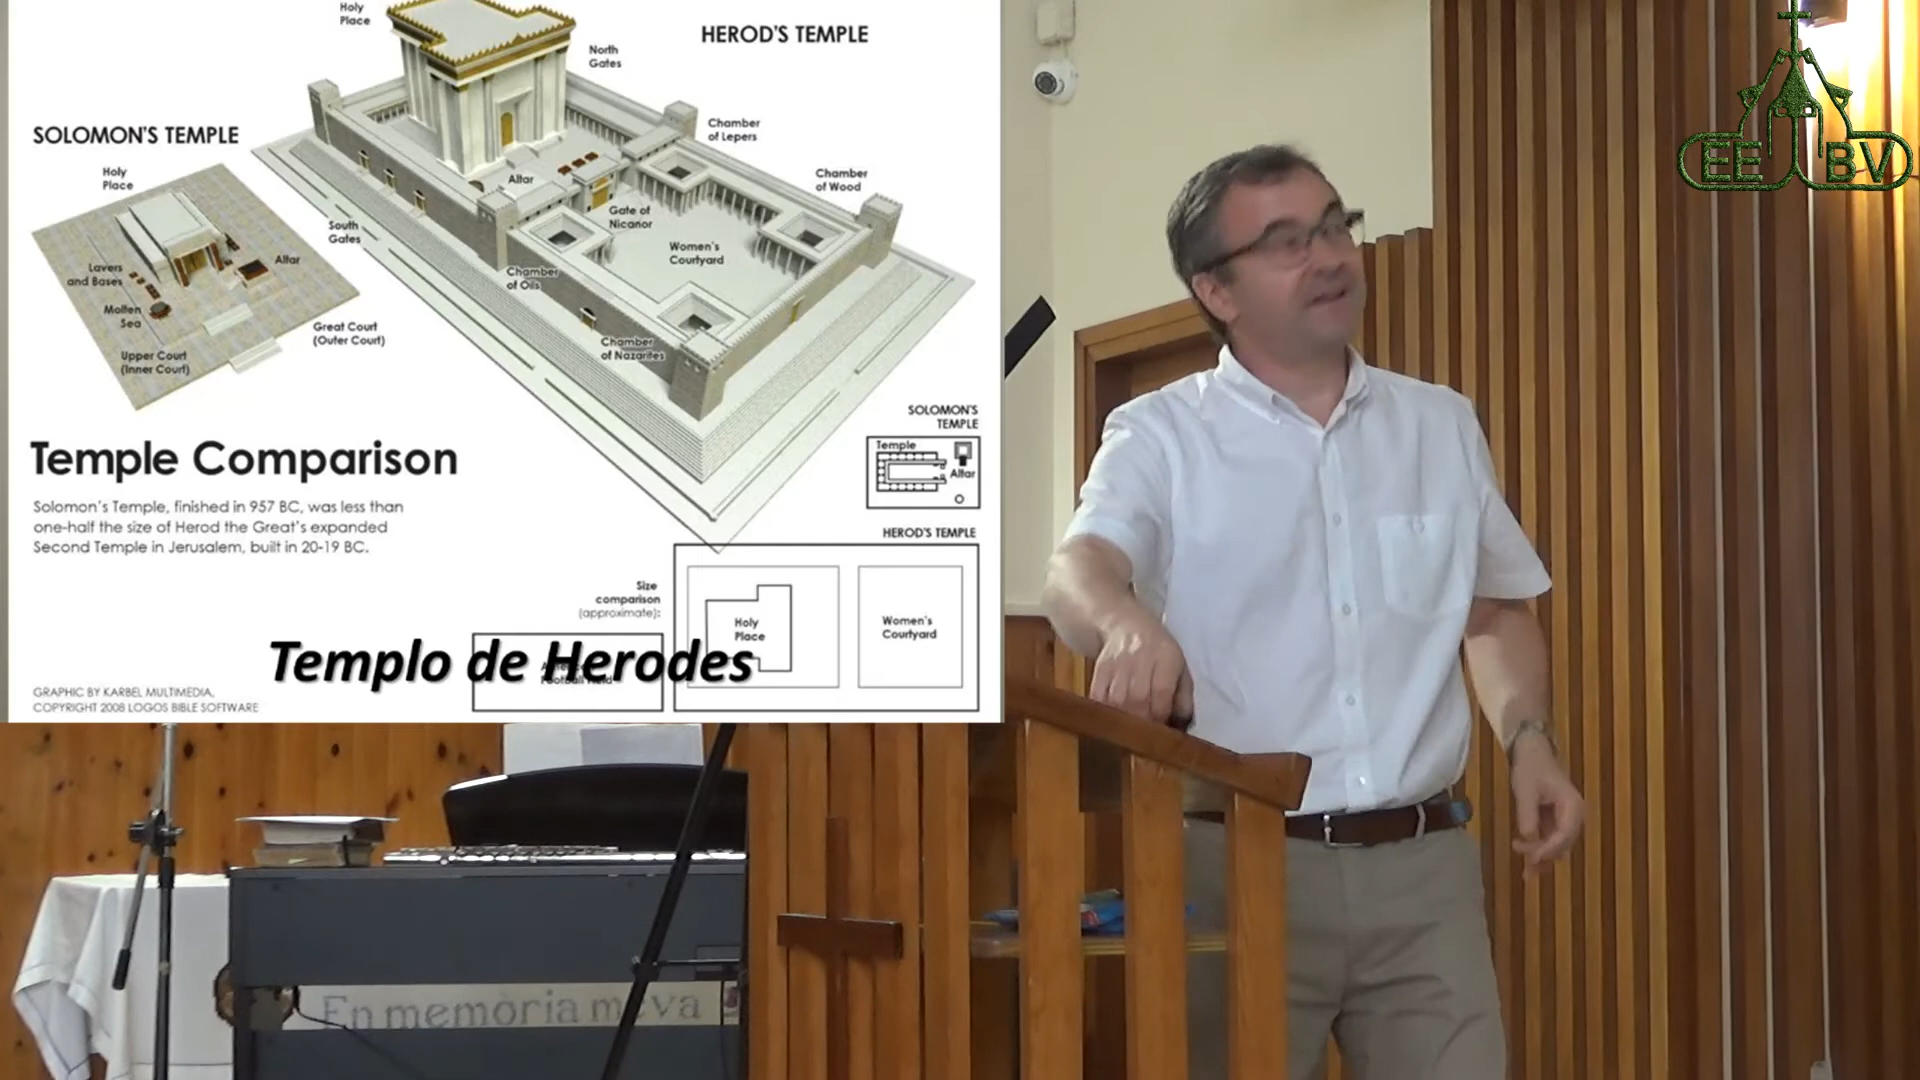 Holy
Place
HEROD'S TEMPLE
North
Gates
SOLOMON'S TEMPLE
Chamber
of Lepers
Holy
Place
Altar
Chamber
of Wood
Gate of
Nicanor
South
Gates
Women's
Courtyard
Altar
Lavers
and Bases
Chamber
of Oils
Molten
Sea
Great Court
(Outer Court)
Chamber
of Nazarites
Upper Court
(Inner Court)
SOLOMON'S
TEMPLE
Temple
Altar
Temple Comparison
Solomon's Temple, finished in 957 BC, was less than
one-half the size of Herod the Great's expanded
Second Temple in Jerusalem, built in 20-19 BC.
HEROD'S TEMPLE
Size
comparison
(approximate):
Holy
Place
Women's
Courtyard
Templo de Herodes
Football Field
GRAPHIC BY KARBEL MULTIMEDIA,
COPYRIGHT 2008 LOGOS BIBLE SOFTWARE
EE BV
En memòria meva